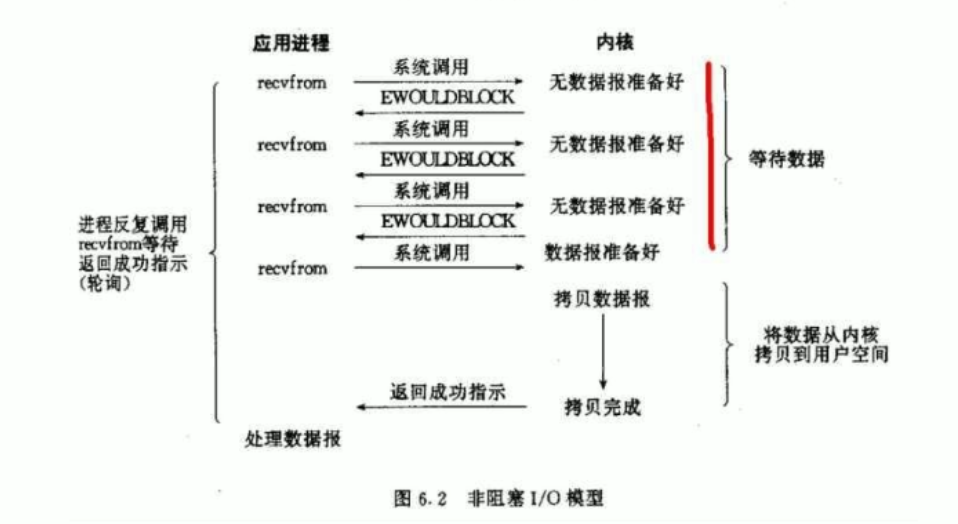 应用进程 内核
recvfrom 系统调用 无数据报准备好
EWOULDBLOCK
recvfrom 系统调用 无数据报准备好
EWOULDBLOCK
等待数据
recvfrom 系统调用 无数据报准备好
EWOULDBLOCK
进程反复调用
recvfrom等待
返回成功指示
(轮询)
recvfrom 系统调用 数据报准备好
拷贝数据报
将数据从内核
拷贝到用户空间
返回成功指示 拷贝完成
处理数据报
图 6.2 非阻塞 I/O 模型